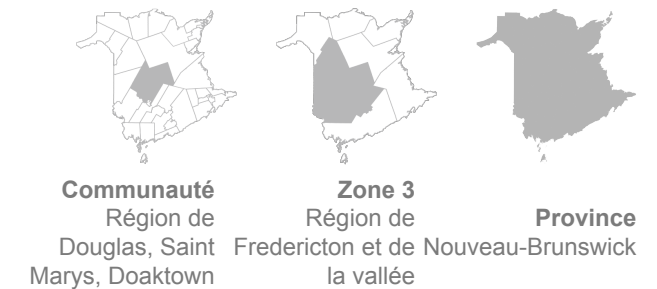 Communauté
Région de
Douglas, Saint
Marys, Doaktown
Zone 3
Région de
Fredericton et de
la vallée
Province
Nouveau-Brunswick